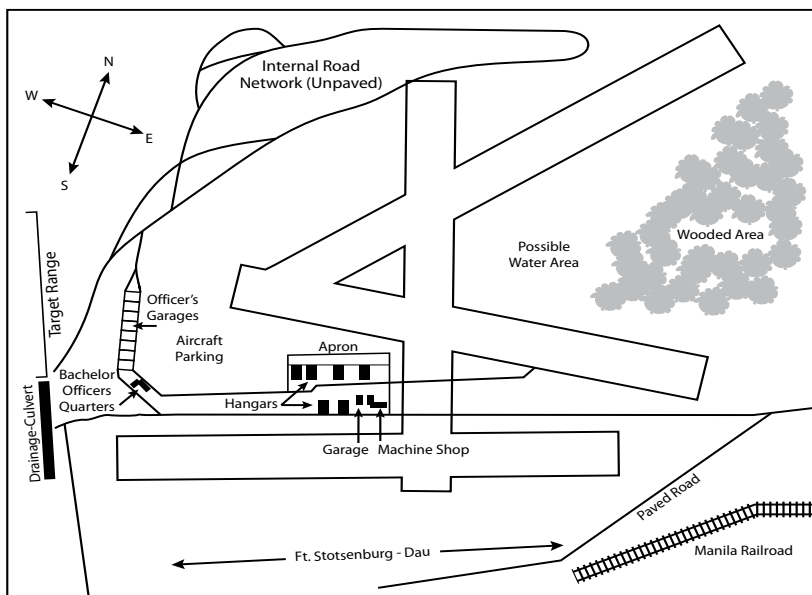 N
W
E
S
Internal Road
Network (Unpaved)
Wooded Area
Possible
Water Area
Target Range
Officer's
Garages
Aircraft
Parking
Apron
Bachelor
Officers
Quarters
Hangars
Drainage-Culvert
Garage
Machine Shop
Paved Road
Ft. Stotsenburg - Dau
Manila Railroad